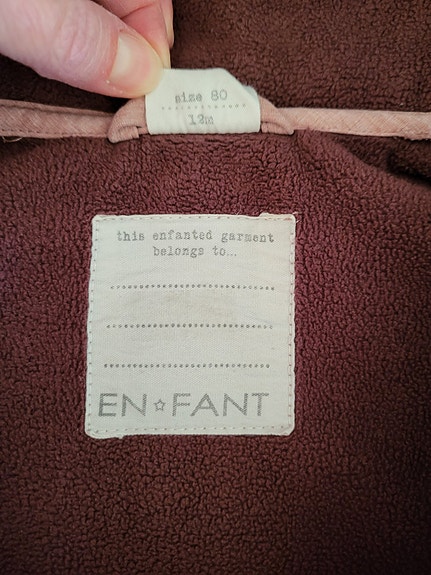 size 80
12m
this enfanted garment
belongs to...
EN☆FANT